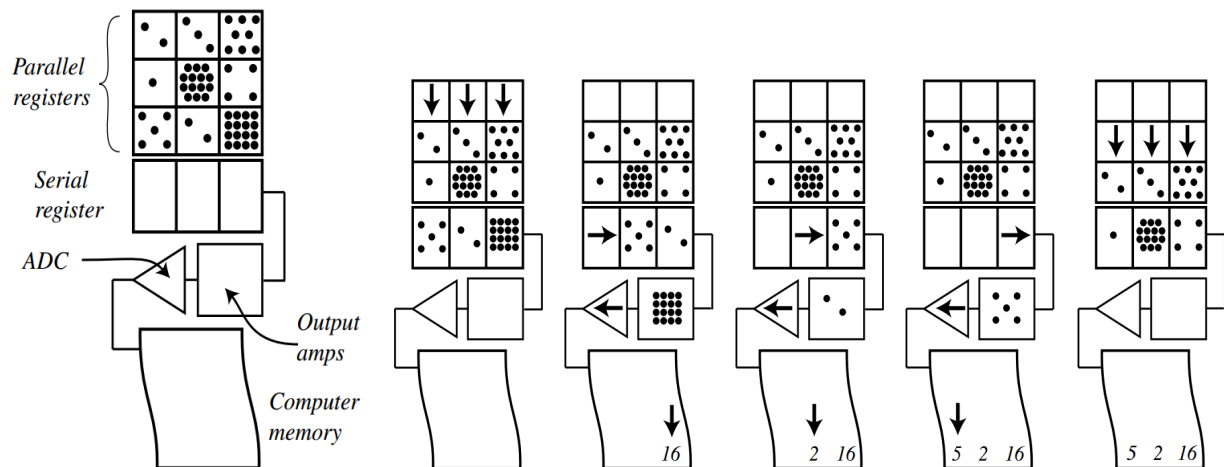 Parallel
registers
Serial
register
ADC
Output
amps
Computer
memory
16
2 16
5 2 16
5 2 16